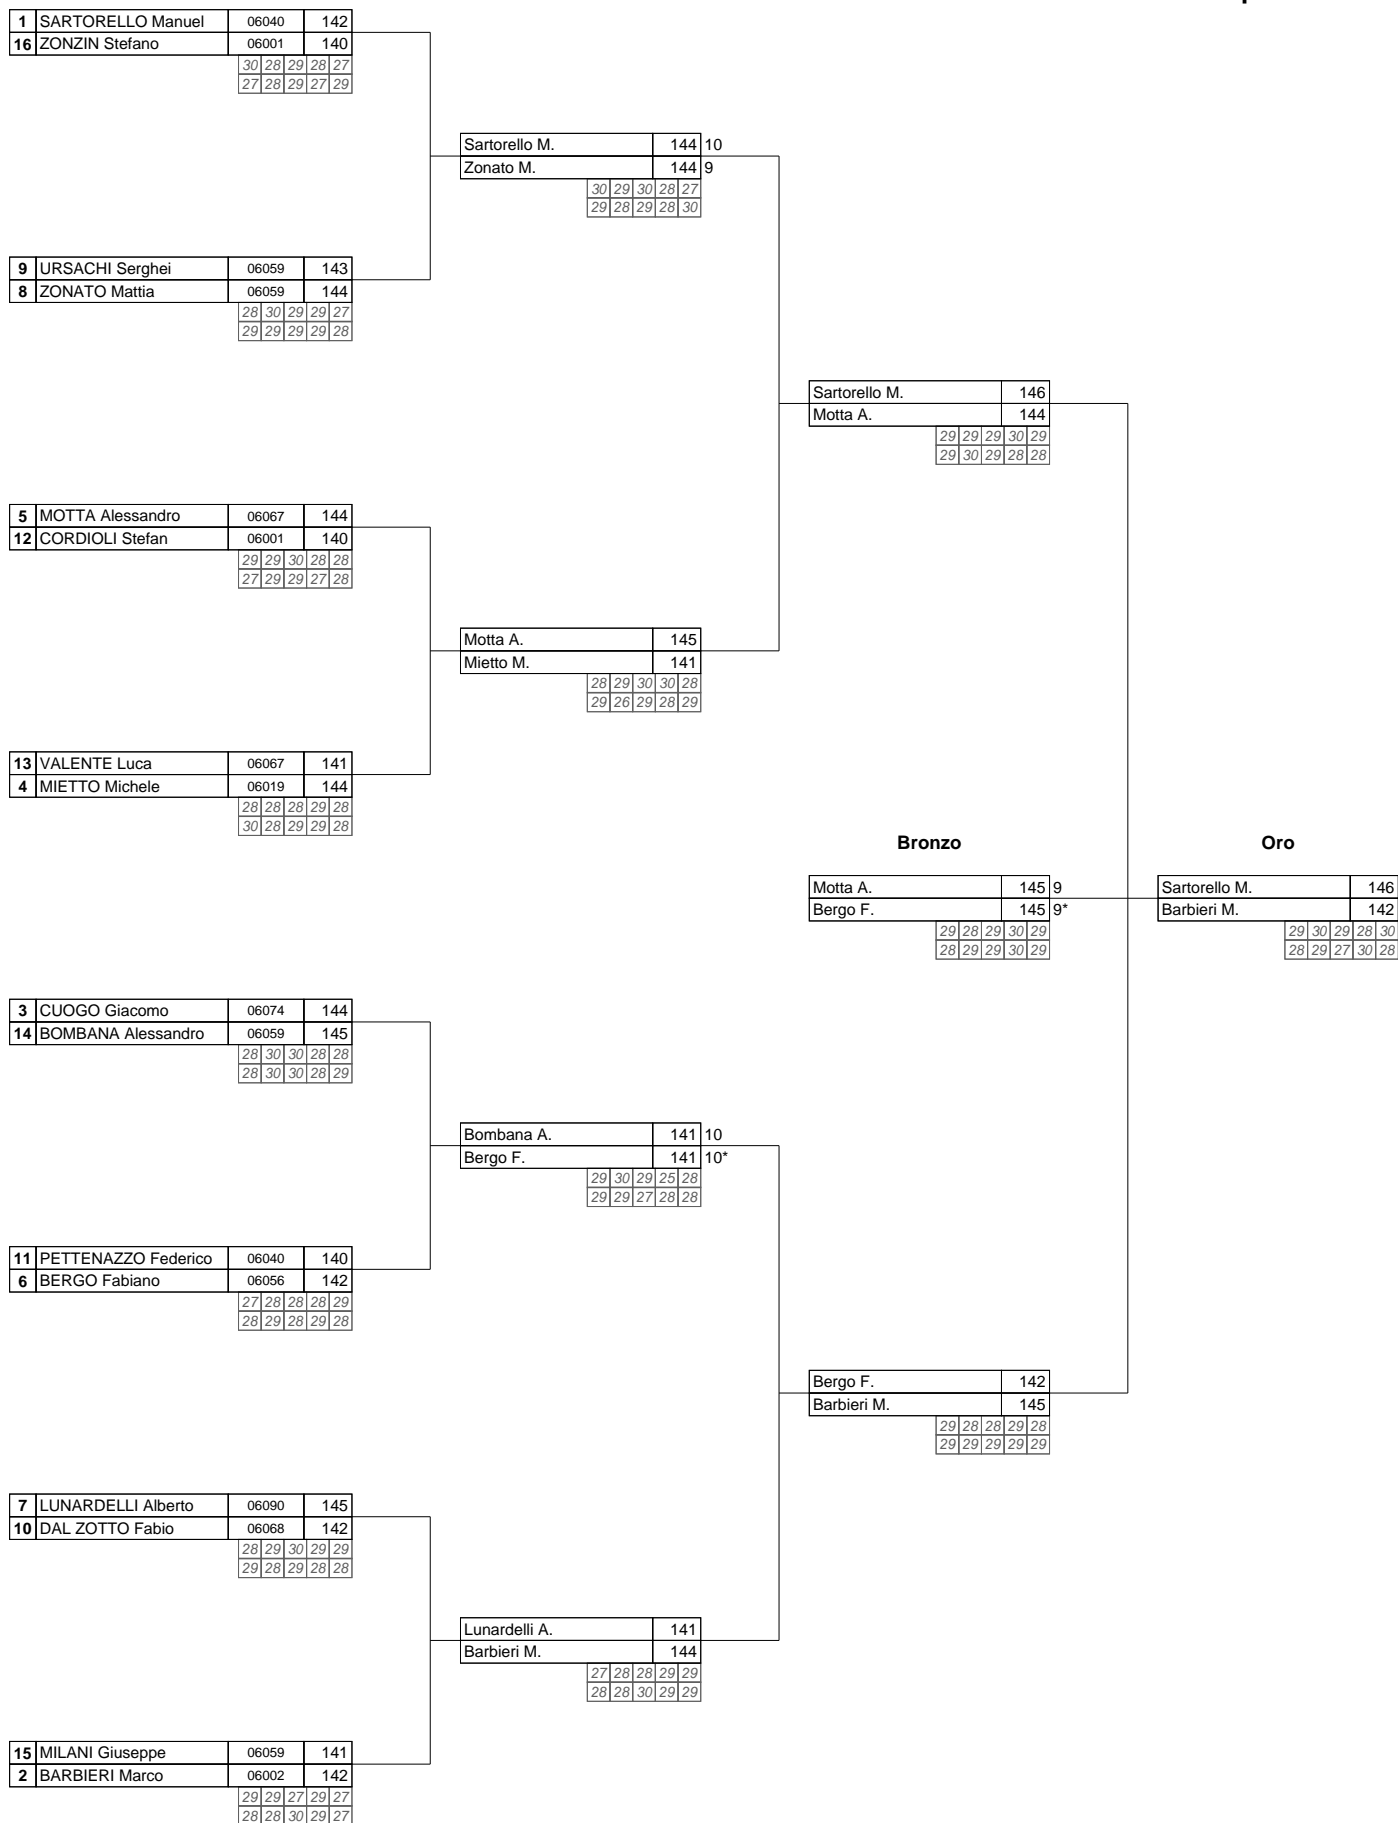 1 SARTORELLO Manuel 06040 142
16 ZONZIN Stefano 06001 140
30 28 29 28 27
27 28 29 27 29
Sartorello M. 144 10
Zonato M. 144 9
30 29 30 28 27
29 28 29 28 30
9 URSACHI Serghei 06059 143
8 ZONATO Mattia 06059 144
28 30 29 29 27
29 29 29 29 28
Sartorello M. 146
Motta A. 144
29 29 29 30 29
29 30 29 28 28
5 MOTTA Alessandro 06067 144
12 CORDIOLI Stefan 06001 140
29 29 30 28 28
27 29 29 27 28
Motta A. 145
Mietto M. 141
28 29 30 30 28
29 26 29 28 29
13 VALENTE Luca 06067 141
4 MIETTO Michele 06019 144
28 28 28 29 28
30 28 29 29 28
Bronzo
Oro
Motta A. 145 9
Bergo F. 145 9*
29 28 29 30 29
28 29 29 30 29
Sartorello M. 146
Barbieri M. 142
29 30 29 28 30
28 29 27 30 28
3 CUOGO Giacomo 06074 144
14 BOMBANA Alessandro 06059 145
28 30 30 28 28
28 30 30 28 29
Bombana A. 141 10
Bergo F. 141 10*
29 30 29 25 28
29 29 27 28 28
11 PETTENAZZO Federico 06040 140
6 BERGO Fabiano 06056 142
27 28 28 28 29
28 29 28 29 28
Bergo F. 142
Barbieri M. 145
29 28 28 29 28
29 29 29 29 29
7 LUNARDELLI Alberto 06090 145
10 DAL ZOTTO Fabio 06068 142
28 29 30 29 29
29 28 29 28 28
Lunardelli A. 141
Barbieri M. 144
27 28 28 29 29
28 28 30 29 29
15 MILANI Giuseppe 06059 141
2 BARBIERI Marco 06002 142
29 29 27 29 27
28 28 30 29 27